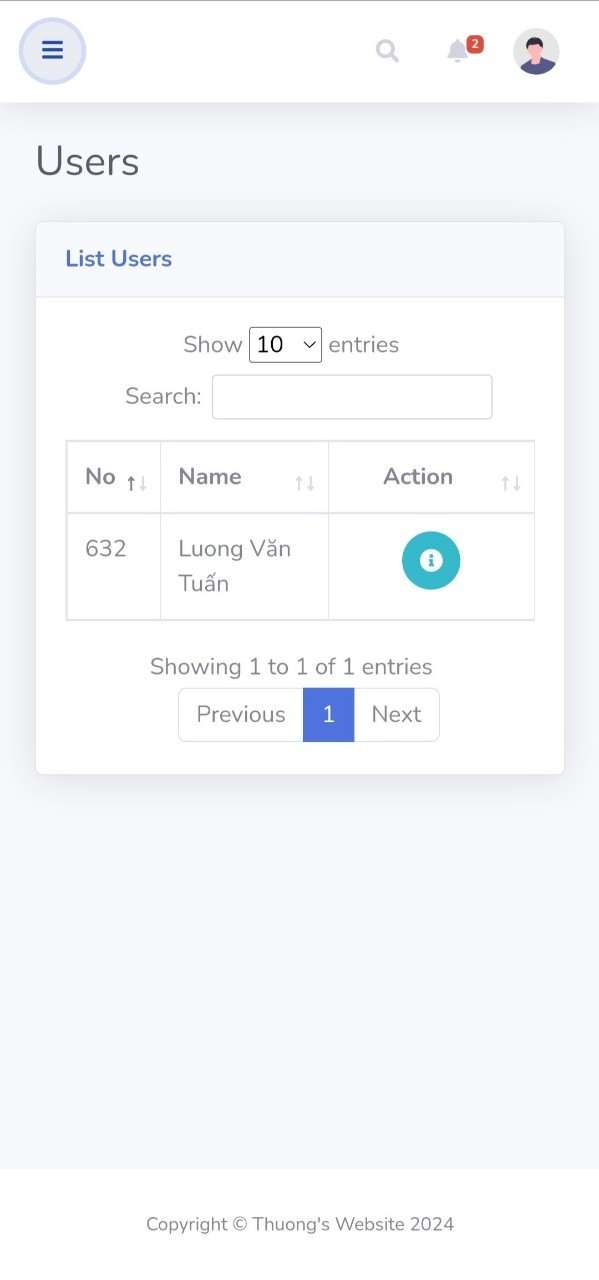 2
Users
List Users
Show 10 entries
Search:
No Name Action
632 Luong Văn
Tuấn
Showing 1 to 1 of 1 entries
Previous 1 Next
Copyright © Thuong's Website 2024